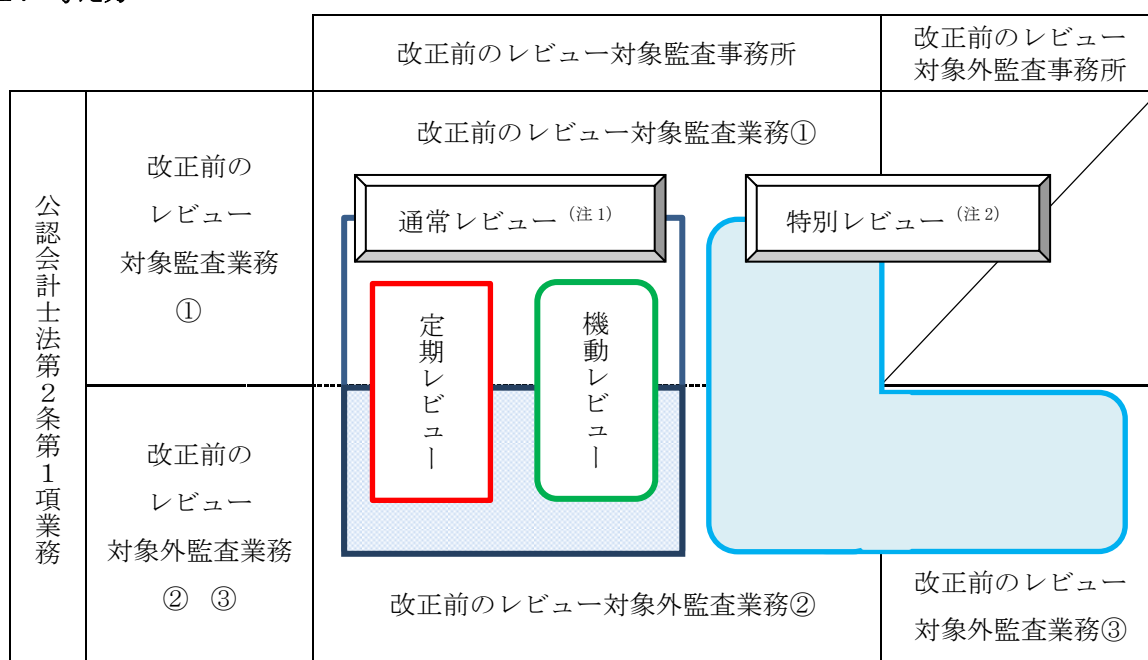 改正前のレビュー対象監査事務所
改正前のレビュー
対象外監査事務所
公認会計士法第2条第1項業務
改正前の
レビュー
対象監査業務
①
改正前のレビュー対象監査業務①
通常レビュー(注1)
特別レビュー(注2)
定期レビュー
機動レビュー
改正前の
レビュー
対象外監査業務
② ③
改正前のレビュー対象外監査業務②
改正前のレビュー
対象外監査業務③